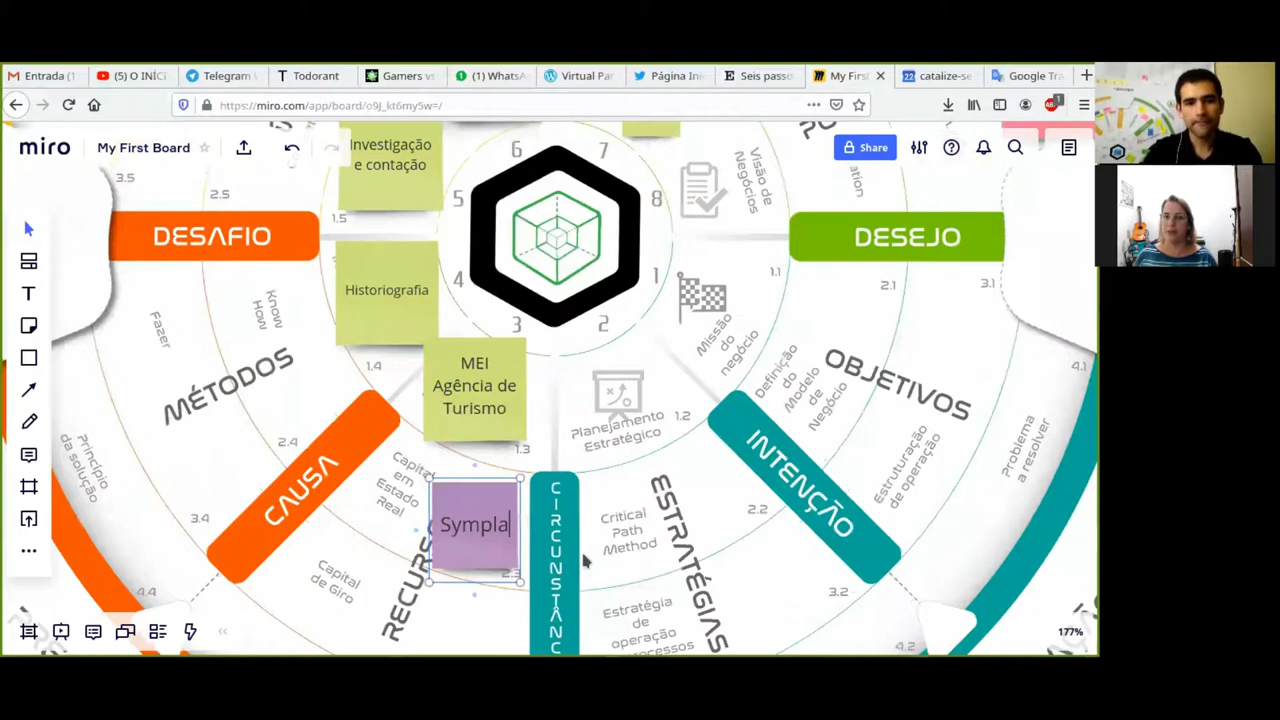 Entrada (1
(5) O INÍCI
Telegram
Todorant
Gamers vs
(1) WhatsA
Virtual Par
Página Ini
Seis passo
My First
catalize-se
Google Tra
https://miro.com/app/board/o9J_kt6my5w=/
miro
My First Board
Share
Investigação
e contação
6
7
5
8
4
1
3
2
Visão de
Negócios
3.5
2.5
1.5
DESAFIO
DESEJO
Historiografia
1.1
2.1
3.1
Missão
do
negócio
Know
How
Fazer
MÉTODOS
1.4
MEI
Agência de
Turismo
Definição
do
Modelo
de
Negócio
OBJETIVOS
4.1
Planejamento
Estratégico
1.2
1.3
Princípio
da solução
2.4
CAUSA
Capital
em
Estado
Real
Sympla
2.3
CIRCUNSTÂNC
ESTRATÉGIAS
Critical
Path
Method
2.2
INTENÇÃO
Estruturação
de operação
Problema
a resolver
3.4
4.4
Capital
de Giro
RECURS
Estratégia
de
operação
3.2
4.2
177%